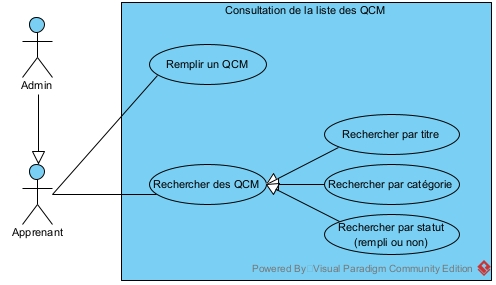 Consultation de la liste des QCM
Admin
Remplir un QCM
Rechercher par titre
Rechercher des QCM
Rechercher par catégorie
Apprenant
Rechercher par statut
(rempli ou non)
Powered By Visual Paradigm Community Edition